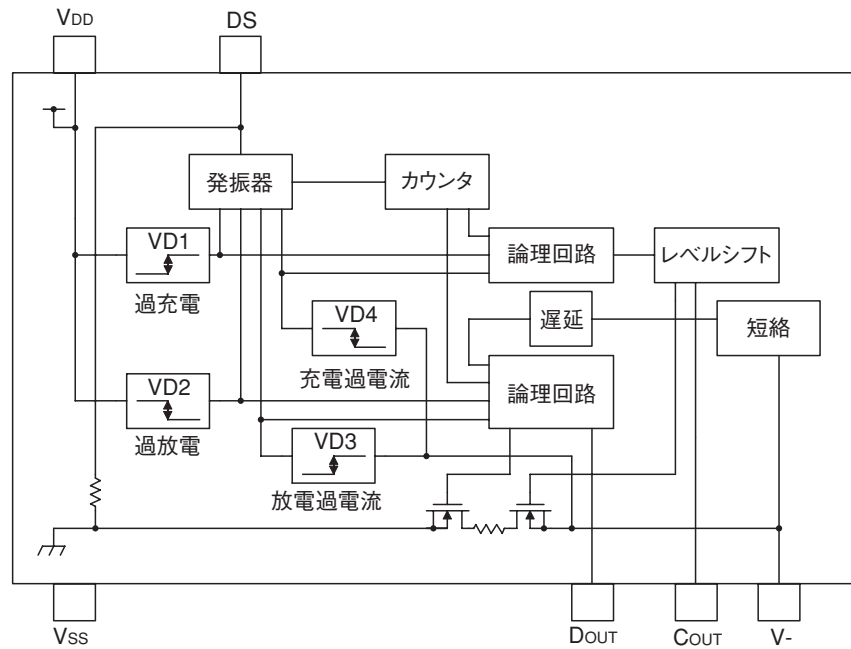 VDD
DS
発振器
カウンタ
VD1
過充電
論理回路
レベルシフト
VD4
充電過電流
遅延
短絡
VD2
過放電
論理回路
VD3
放電過電流
VSS
DOUT
COUT
V-